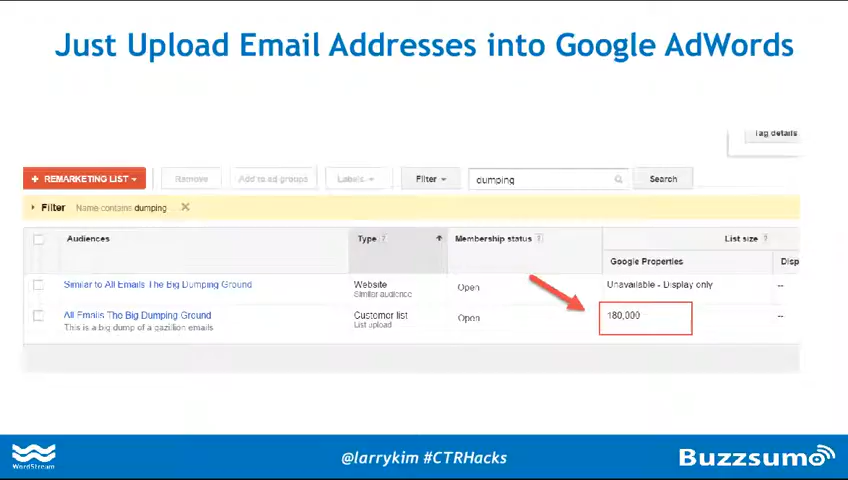 Just Upload Email Addresses into Google AdWords
Tag details
+ REMARKETING LIST
Remove
Add to ad groups
Labels
Filter
dumping
Search
Filter
Name contains dumping
Audiences
Type ?
Membership status ?
List size ?
Google Properties
Disp
Similar to All Emails The Big Dumping Ground
Website
Similar audience
Open
Unavailable - Display only
--
All Emails The Big Dumping Ground
This is a big dump of a gazillion emails
Customer list
List upload
Open
180,000
--
WordStream
@larrykim #CTRHacks
Buzzsumo